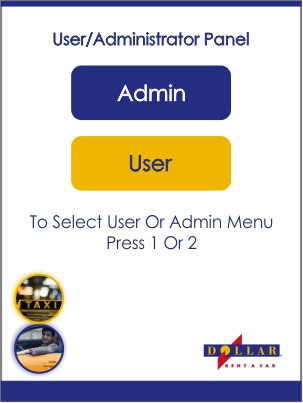 User/Administrator Panel
Admin
User
To Select User Or Admin Menu
Press 1 Or 2
TAXI
DOLLAR
RENT A CAR